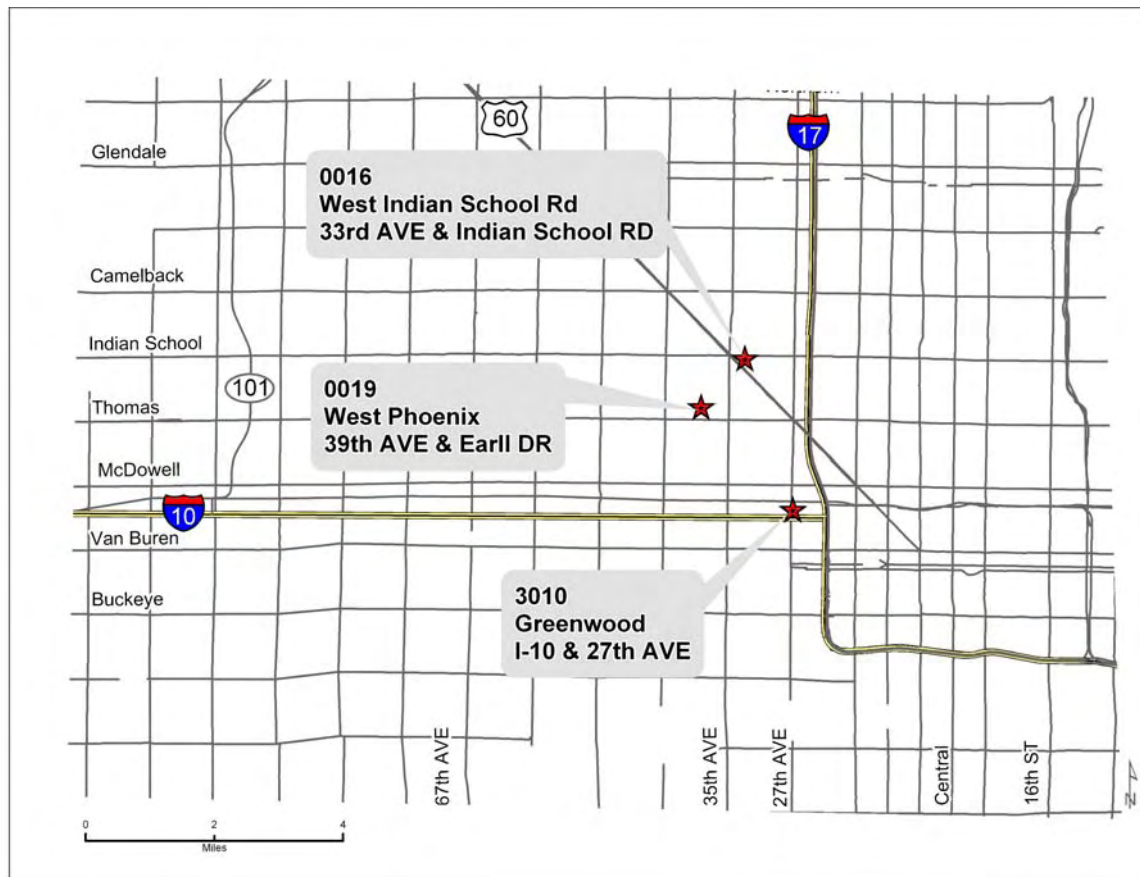 60
17
Glendale
0016
West Indian School Rd
33rd AVE & Indian School RD
Camelback
Indian School
101
0019
West Phoenix
39th AVE & Earll DR
Thomas
McDowell
10
Van Buren
Buckeye
3010
Greenwood
I-10 & 27th AVE
67th AVE
35th AVE
27th AVE
Central
16th ST
N
0 2 4
Miles